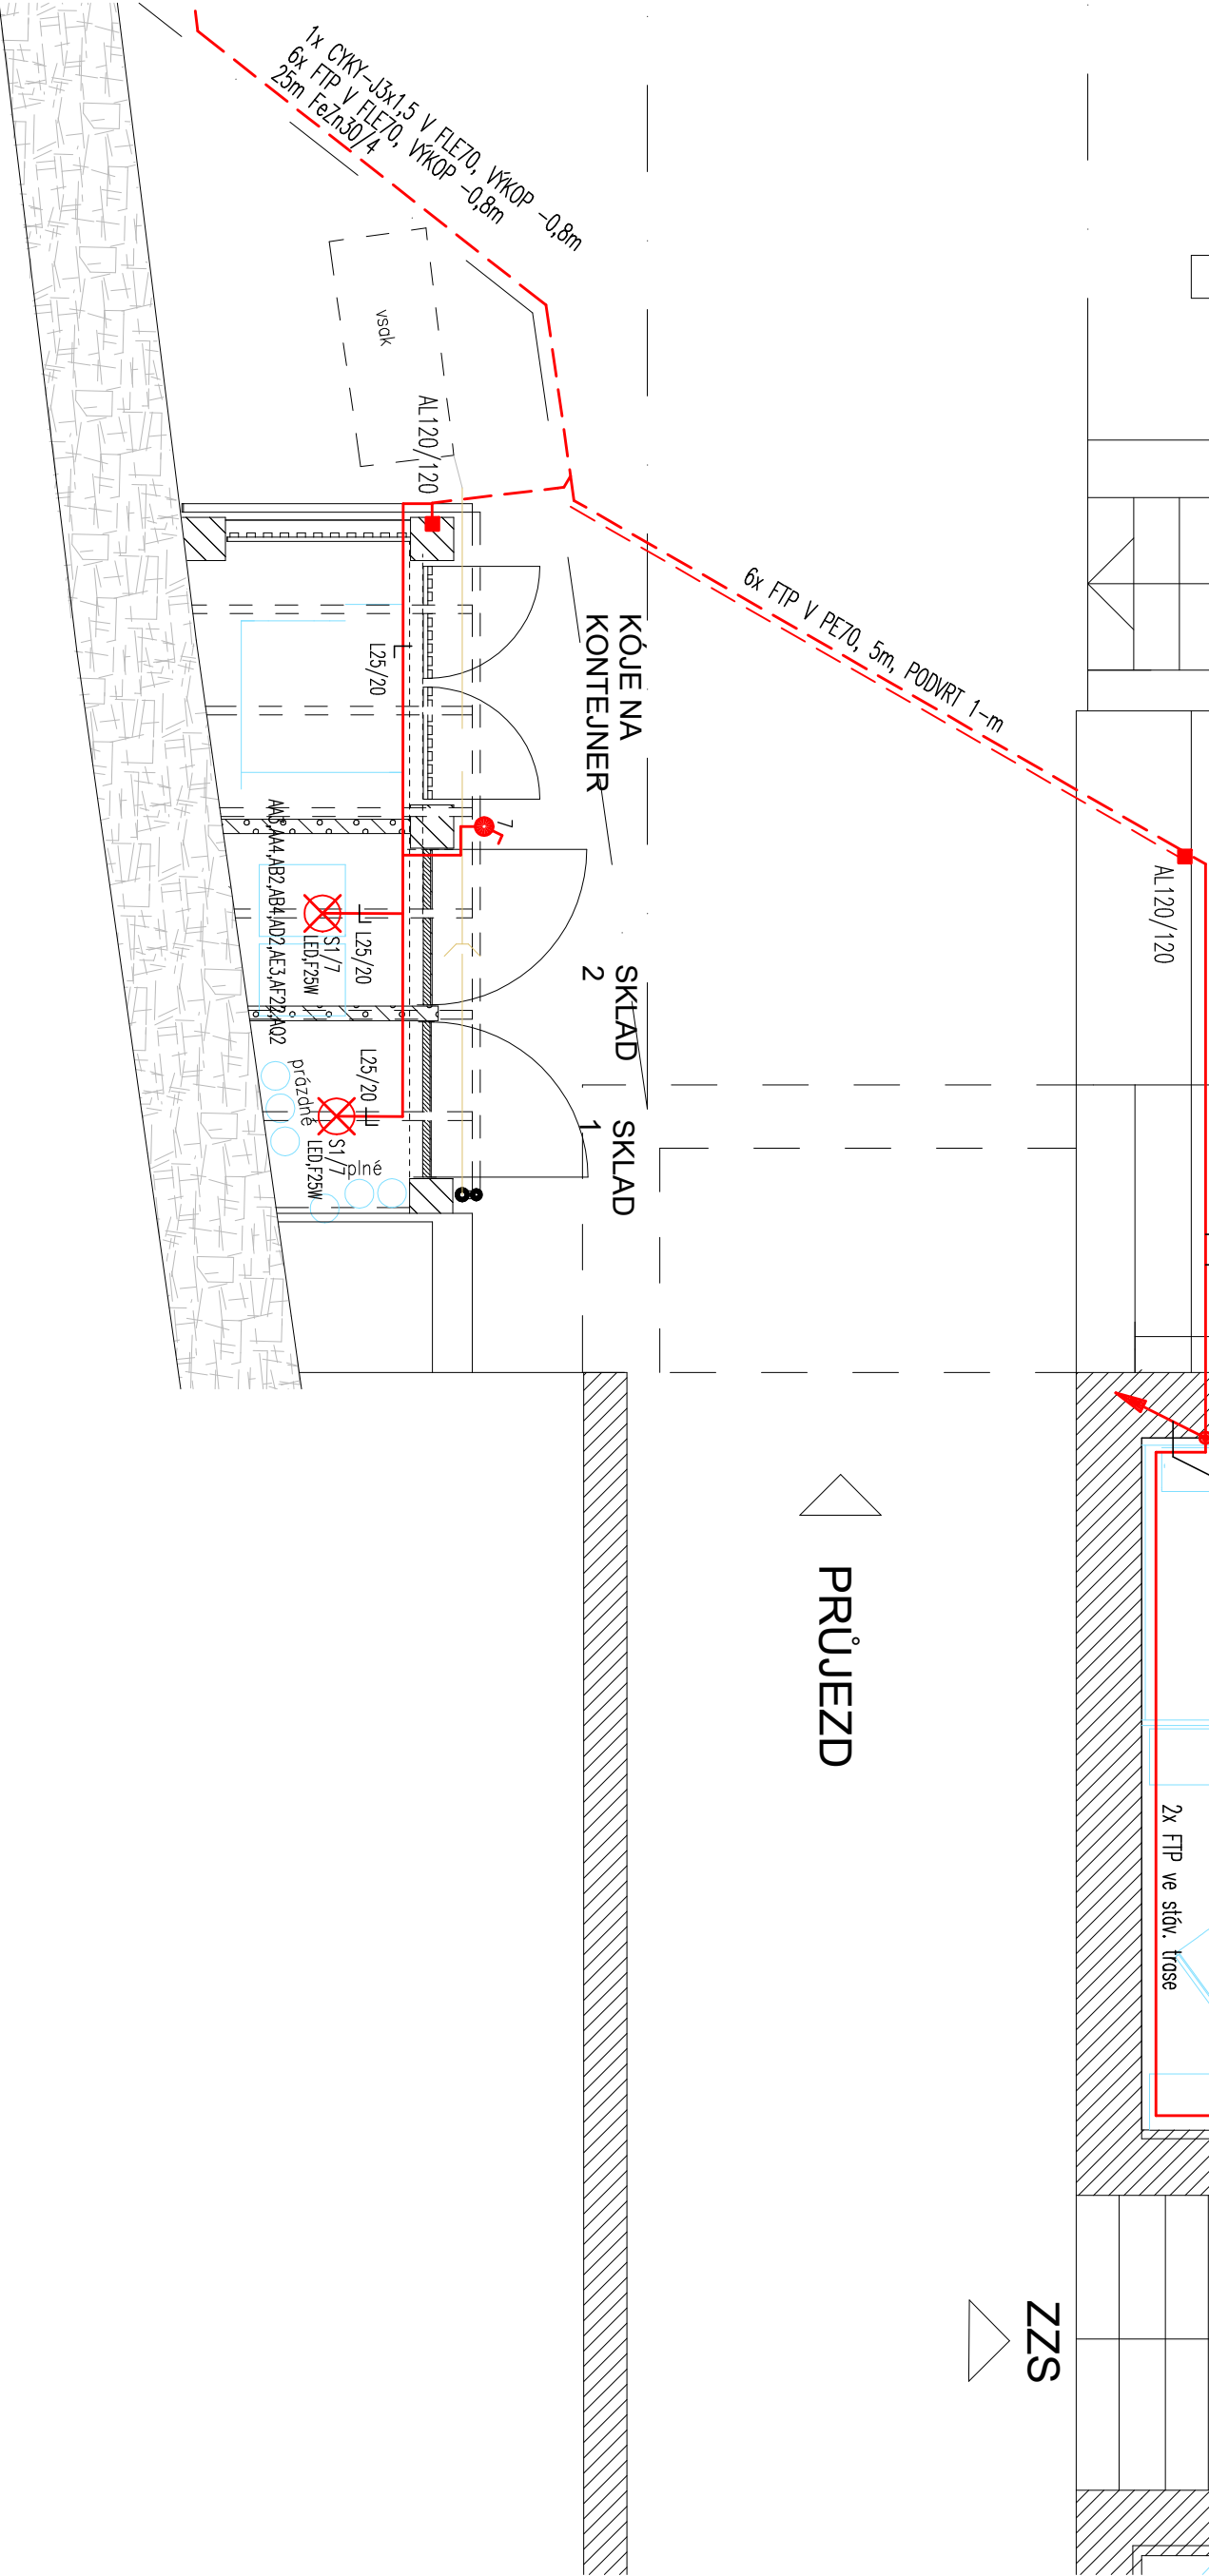 1x CYKY-J3x1,5 V FLE70, VÝKOP -0,8m
6x FTP V FLE70, VÝKOP -0,8m
25m FeZn30/4
vsak
AL120/120
6x FTP V PE70, 5m, PODVRT 1-m
AL120/120
KÓJE NA
KONTEJNER
L25/20
7
SKLAD
2
L25/20
S1/7
LED,F25W
SKLAD
1
L25/20
S1/7
LED,F25W
prázdné
plné
PRŮJEZD
2x FTP ve stáv. trase
ZZS